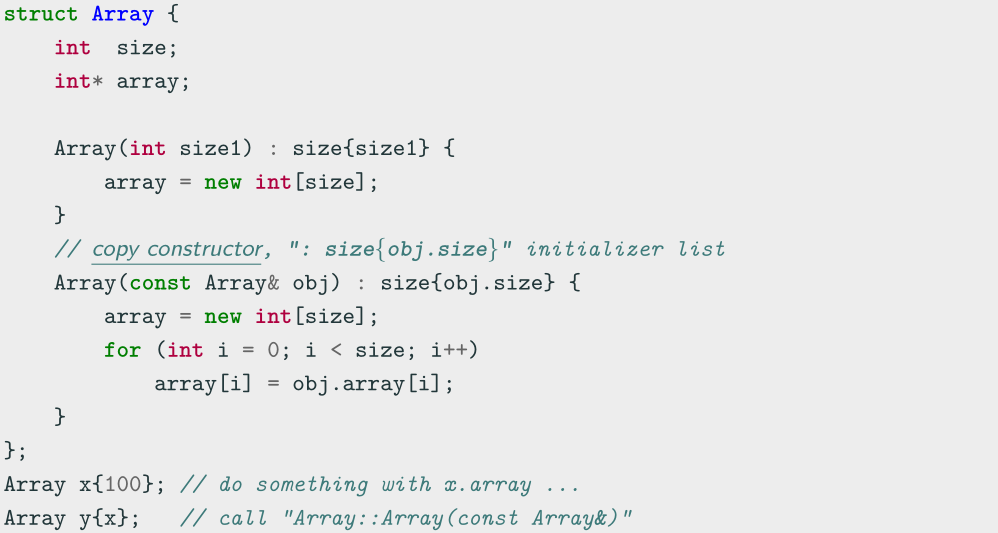 struct Array {
    int  size;
    int* array;

    Array(int size1) : size{size1} {
        array = new int[size];
    }
    // copy constructor, ": size{obj.size}" initializer list
    Array(const Array& obj) : size{obj.size} {
        array = new int[size];
        for (int i = 0; i < size; i++)
            array[i] = obj.array[i];
    }
};
Array x{100}; // do something with x.array ...
Array y{x};   // call "Array::Array(const Array&)"